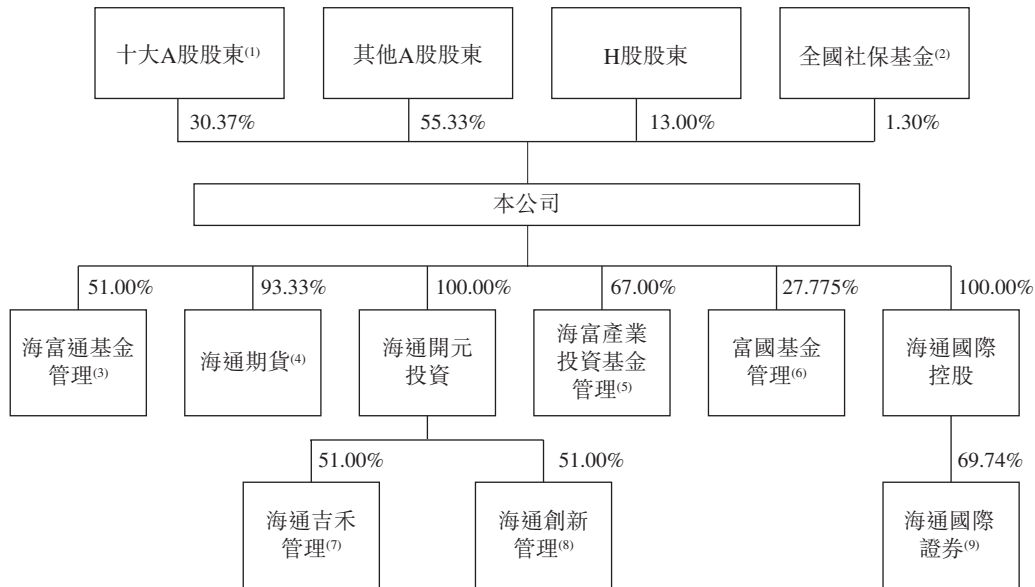 十大A股股東(1)
其他A股股東
H股股東
全國社保基金(2)
30.37%
55.33%
13.00%
1.30%
本公司
51.00%
93.33%
100.00%
67.00%
27.775%
100.00%
海富通基金
管理(3)
海通期貨(4)
海通開元
投資
海富產業
投資基金
管理(5)
富國基金
管理(6)
海通國際
控股
51.00%
51.00%
69.74%
海通吉禾
管理(7)
海通創新
管理(8)
海通國際
證券(9)